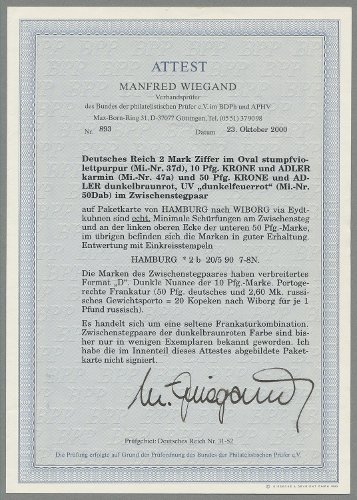 ATTEST
MANFRED WIEGAND
Verbandsprüfer
des Bundes der philatelistischen Prüfer e.V. im BDPh und APHV
Max-Born-Ring 31, D-37077 Göttingen, Tel. (0551) 379098
Nr. 893 Datum 23. Oktober 2000
Deutsches Reich 2 Mark Ziffer im Oval stumpfvio-
lettpurpur (Mi.-Nr. 37d), 10 Pfg. KRONE und ADLER
karmin (Mi.-Nr. 47a) und 50 Pfg. KRONE und AD-
LER dunkelbraunrot, UV „dunkelfeuerrot“ (Mi.-Nr.
50Dab) im Zwischenstegpaar
auf Paketkarte von HAMBURG nach WIBORG via Eydt-
kuhnen sind echt. Minimale Schürfungen am Zwischensteg
und an der linken oberen Ecke der unteren 50 Pfg.-Marke,
im übrigen befinden sich die Marken in guter Erhaltung.
Entwertung mit Einkreisstempeln
HAMBURG * 2 b 20/5 90 7-8N.
Die Marken des Zwischenstegpaares haben verbreitertes
Format „D“. Dunkle Nuance der 10 Pfg.-Marke. Portoge-
rechte Frankatur (50 Pfg. deutsches und 2,60 Mk. russi-
sches Gewichtsporto = 20 Kopeken nach Wiborg für je 1
Pfund russisch).
Es handelt sich um eine seltene Frankaturkombination.
Zwischenstegpaare der dunkelbraunroten Farbe sind bis-
her nur in wenigen Exemplaren bekannt geworden. Ich
habe die im Innenteil dieses Attestes abgebildete Paket-
karte nicht signiert.
M. Wiegand
Prüfgebiet: Deutsches Reich Nr. 31-52
Die Prüfung erfolgte auf Grund der Prüfordnung des Bundes der Philatelistischen Prüfer e.V.